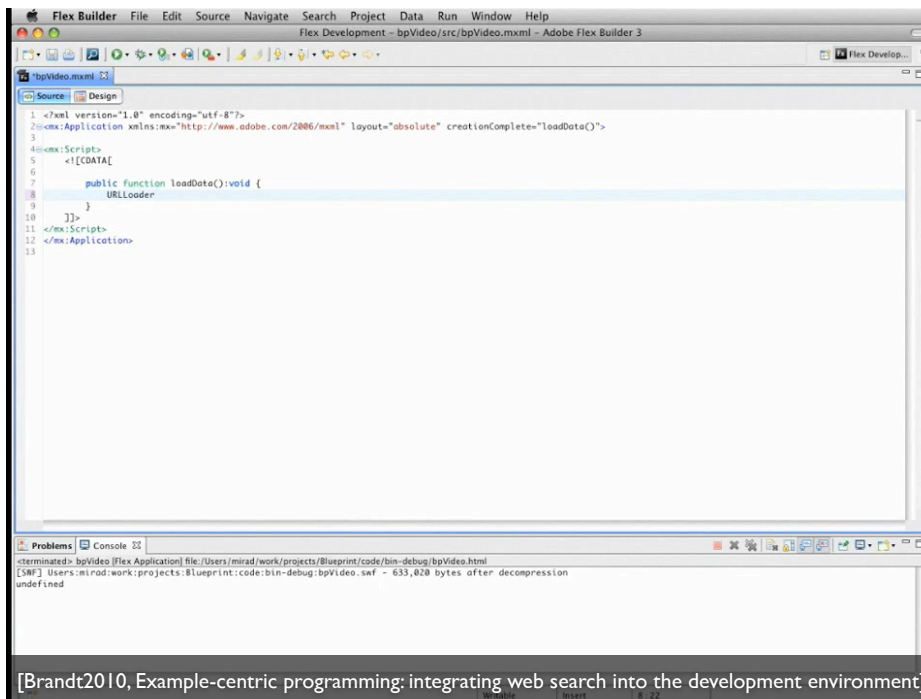 Flex Builder File Edit Source Navigate Search Project Data Run Window Help
Flex Development - bpVideo/src/bpVideo.mxml - Adobe Flex Builder 3
Flex Develop...
*bpVideo.mxml
Source Design
1 <?xml version="1.0" encoding="utf-8"?>
2 <mx:Application xmlns:mx="http://www.adobe.com/2006/mxml" layout="absolute" creationComplete="loadData()">
3
4 <mx:Script>
5 <![CDATA[
6
7 public function loadData():void {
8 URLLoader
9 }
10 ]]>
11 </mx:Script>
12 </mx:Application>
13
Problems Console
<terminated> bpVideo [Flex Application] file:/Users/mirad/work/projects/Blueprint/code/bin-debug/bpVideo.html
[SWF] Users:mirad:work:projects:Blueprint:code:bin-debug:bpVideo.swf - 633,020 bytes after decompression
undefined
[Brandt2010, Example-centric programming: integrating web search into the development environment
Writable Insert 8 : 22